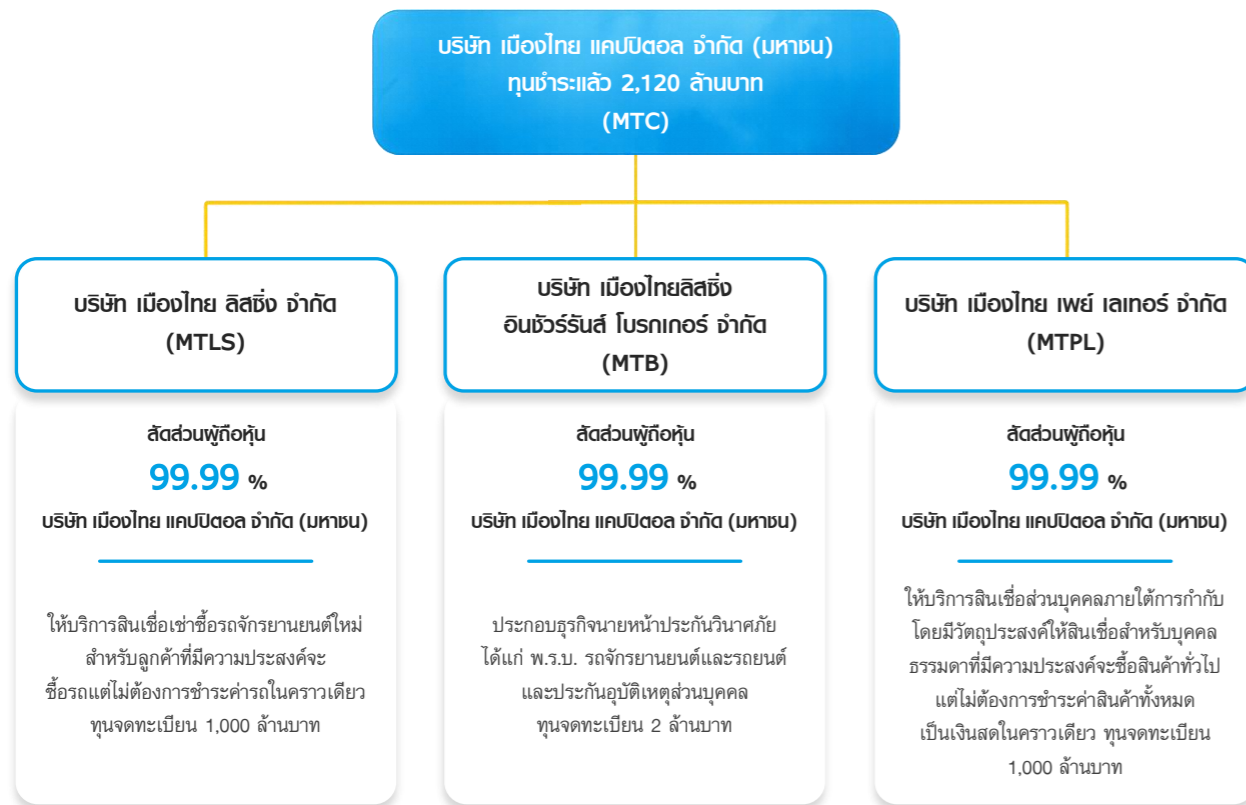 บริษัท เมืองไทย แคปปิตอล จำกัด (มหาชน)
ทุนชำระแล้ว 2,120 ล้านบาท
(MTC)
บริษัท เมืองไทย ลิสซิ่ง จำกัด
(MTLS)
สัดส่วนผู้ถือหุ้น
99.99 %
บริษัท เมืองไทย แคปปิตอล จำกัด (มหาชน)
ให้บริการสินเชื่อเช่าซื้อรถจักรยานยนต์ใหม่
สำหรับลูกค้าที่มีความประสงค์จะ
ซื้อรถแต่ไม่ต้องการชำระค่ารถในคราวเดียว
ทุนจดทะเบียน 1,000 ล้านบาท
บริษัท เมืองไทยลิสซิ่ง
อินชัวร์รันส์ โบรกเกอร์ จำกัด
(MTB)
สัดส่วนผู้ถือหุ้น
99.99 %
บริษัท เมืองไทย แคปปิตอล จำกัด (มหาชน)
ประกอบธุรกิจนายหน้าประกันวินาศภัย
ได้แก่ พ.ร.บ. รถจักรยานยนต์และรถยนต์
และประกันอุบัติเหตุส่วนบุคคล
ทุนจดทะเบียน 2 ล้านบาท
บริษัท เมืองไทย เพย์ เลเทอร์ จำกัด
(MTPL)
สัดส่วนผู้ถือหุ้น
99.99 %
บริษัท เมืองไทย แคปปิตอล จำกัด (มหาชน)
ให้บริการสินเชื่อส่วนบุคคลภายใต้การกำกับ
โดยมีวัตถุประสงค์ให้สินเชื่อสำหรับบุคคล
ธรรมดาที่มีความประสงค์จะซื้อสินค้าทั่วไป
แต่ไม่ต้องการชำระค่าสินค้าทั้งหมด
เป็นเงินสดในคราวเดียว ทุนจดทะเบียน
1,000 ล้านบาท